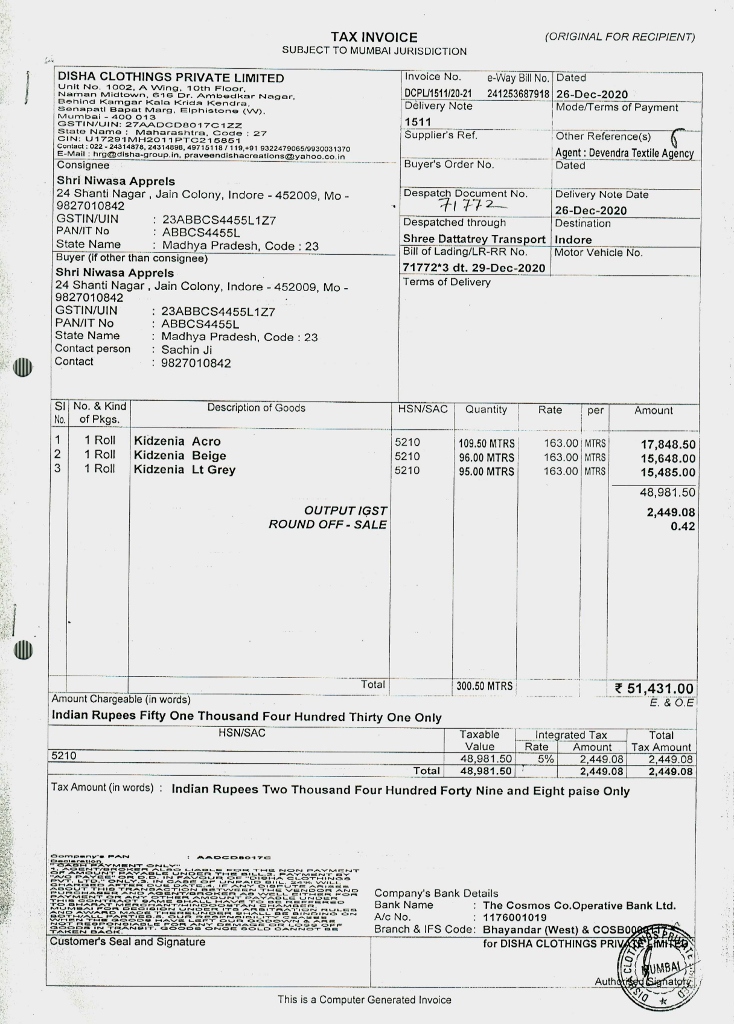 TAX INVOICE
(ORIGINAL FOR RECIPIENT)
SUBJECT TO MUMBAI JURISDICTION
DISHA CLOTHINGS PRIVATE LIMITED
Unit No. 1002, A Wing, 10th Floor,
Naman Midtown, 616 Dr. Ambedkar Nagar,
Behind Kamgar Kala Krida Kendra,
Senapati Bapat Marg, Elphistone (W),
Mumbai - 400 013
GSTIN/UIN: 27AADCD8017C1ZZ
State Name : Maharashtra, Code : 27
CIN: U17291MH2011PTC215851
Contact : 022 - 24314878, 24314898, 49715118 / 119,+91 9322479065/9930031370
E-Mail : hrg@disha-group.in, praveendishacreations@yahoo.co.in
Invoice No. e-Way Bill No. Dated
DCPL/1511/20-21 241253687918 26-Dec-2020
Delivery Note Mode/Terms of Payment
1511
Supplier's Ref. Other Reference(s)
Agent : Devendra Textile Agency
Buyer's Order No. Dated
Despatch Document No. Delivery Note Date
71772 26-Dec-2020
Despatched through Destination
Shree Dattatrey Transport Indore
Bill of Lading/LR-RR No. Motor Vehicle No.
71772*3 dt. 29-Dec-2020
Terms of Delivery
Consignee
Shri Niwasa Apprels
24 Shanti Nagar , Jain Colony, Indore - 452009, Mo -
9827010842
GSTIN/UIN : 23ABBCS4455L1Z7
PAN/IT No : ABBCS4455L
State Name : Madhya Pradesh, Code : 23
Buyer (if other than consignee)
Shri Niwasa Apprels
24 Shanti Nagar , Jain Colony, Indore - 452009, Mo -
9827010842
GSTIN/UIN : 23ABBCS4455L1Z7
PAN/IT No : ABBCS4455L
State Name : Madhya Pradesh, Code : 23
Contact person : Sachin Ji
Contact : 9827010842
Sl No. No. & Kind of Pkgs. Description of Goods HSN/SAC Quantity Rate per Amount
1 1 Roll Kidzenia Acro 5210 109.50 MTRS 163.00 MTRS 17,848.50
2 1 Roll Kidzenia Beige 5210 96.00 MTRS 163.00 MTRS 15,648.00
3 1 Roll Kidzenia Lt Grey 5210 95.00 MTRS 163.00 MTRS 15,485.00
48,981.50
OUTPUT IGST 2,449.08
ROUND OFF - SALE 0.42
Total 300.50 MTRS ₹ 51,431.00
Amount Chargeable (in words) E. & O.E
Indian Rupees Fifty One Thousand Four Hundred Thirty One Only
HSN/SAC Taxable Value Integrated Tax Rate Amount Total Tax Amount
5210 48,981.50 5% 2,449.08 2,449.08
Total 48,981.50 2,449.08 2,449.08
Tax Amount (in words) : Indian Rupees Two Thousand Four Hundred Forty Nine and Eight paise Only
Company's PAN : AADCD8017C
Declaration
"CASH PAYMENT ONLY"
Company's Bank Details
Bank Name : The Cosmos Co.Operative Bank Ltd.
A/c No. : 1176001019
Branch & IFS Code: Bhayandar (West) &
Customer's Seal and Signature
for DISHA CLOTHINGS PRIVATE LIMITED
DISHA CLOTHINGS PRIVATE LIMITED
MUMBAI
Authorised Signatory
This is a Computer Generated Invoice